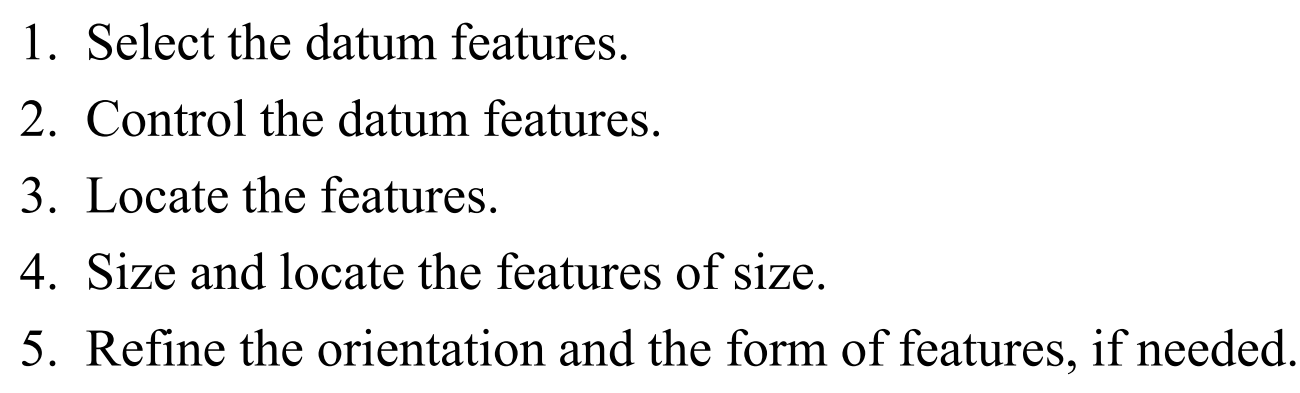 1. Select the datum features.
2. Control the datum features.
3. Locate the features.
4. Size and locate the features of size.
5. Refine the orientation and the form of features, if needed.